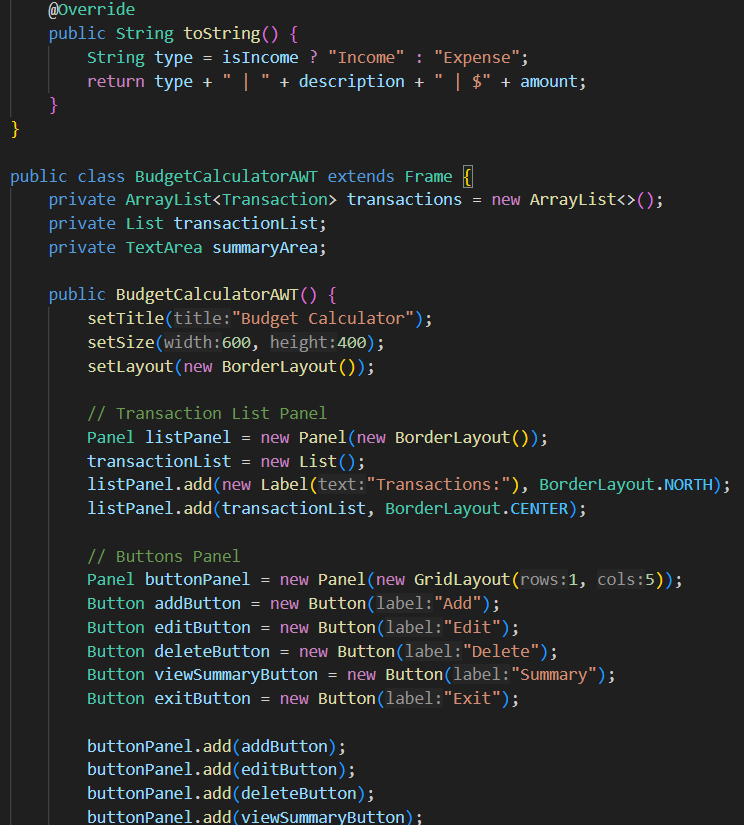 @Override
public String toString() {
String type = isIncome ? "Income" : "Expense";
return type + " | " + description + " | $" + amount;
}
}
public class BudgetCalculatorAWT extends Frame {
private ArrayList<Transaction> transactions = new ArrayList<>();
private List transactionList;
private TextArea summaryArea;
public BudgetCalculatorAWT() {
setTitle(title:"Budget Calculator");
setSize(width:600, height:400);
setLayout(new BorderLayout());
// Transaction List Panel
Panel listPanel = new Panel(new BorderLayout());
transactionList = new List();
listPanel.add(new Label(text:"Transactions:"), BorderLayout.NORTH);
listPanel.add(transactionList, BorderLayout.CENTER);
// Buttons Panel
Panel buttonPanel = new Panel(new GridLayout(rows:1, cols:5));
Button addButton = new Button(label:"Add");
Button editButton = new Button(label:"Edit");
Button deleteButton = new Button(label:"Delete");
Button viewSummaryButton = new Button(label:"Summary");
Button exitButton = new Button(label:"Exit");
buttonPanel.add(addButton);
buttonPanel.add(editButton);
buttonPanel.add(deleteButton);
buttonPanel.add(viewSummaryButton);